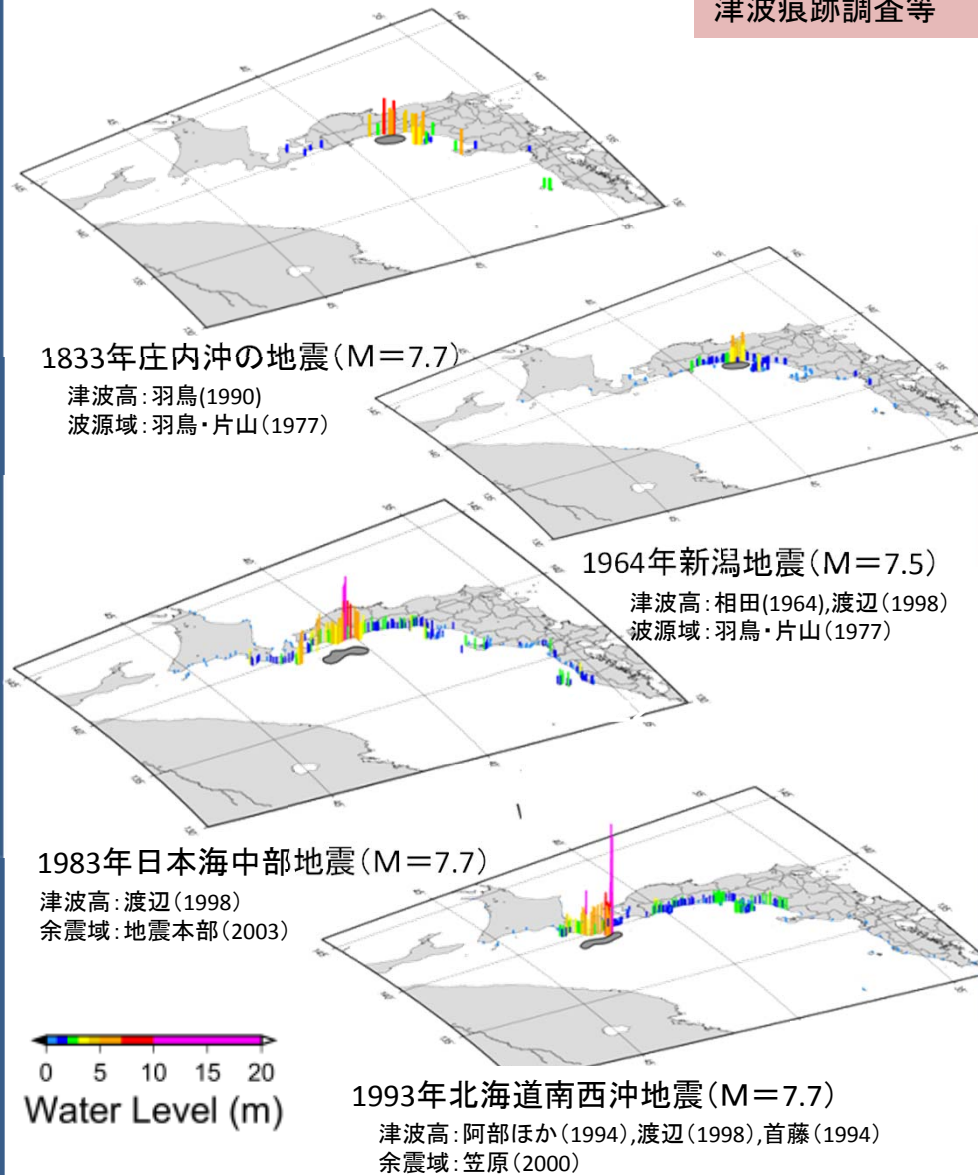 津波痕跡調査等
1833年庄内沖の地震(M=7.7)
津波高:羽鳥(1990)
波源域:羽鳥・片山(1977)
1964年新潟地震(M=7.5)
津波高:相田(1964),渡辺(1998)
波源域:羽鳥・片山(1977)
1983年日本海中部地震(M=7.7)
津波高:渡辺(1998)
余震域:地震本部(2003)
0 5 10 15 20
Water Level (m)
1993年北海道南西沖地震(M=7.7)
津波高:阿部ほか(1994),渡辺(1998),首藤(1994)
余震域:笠原(2000)